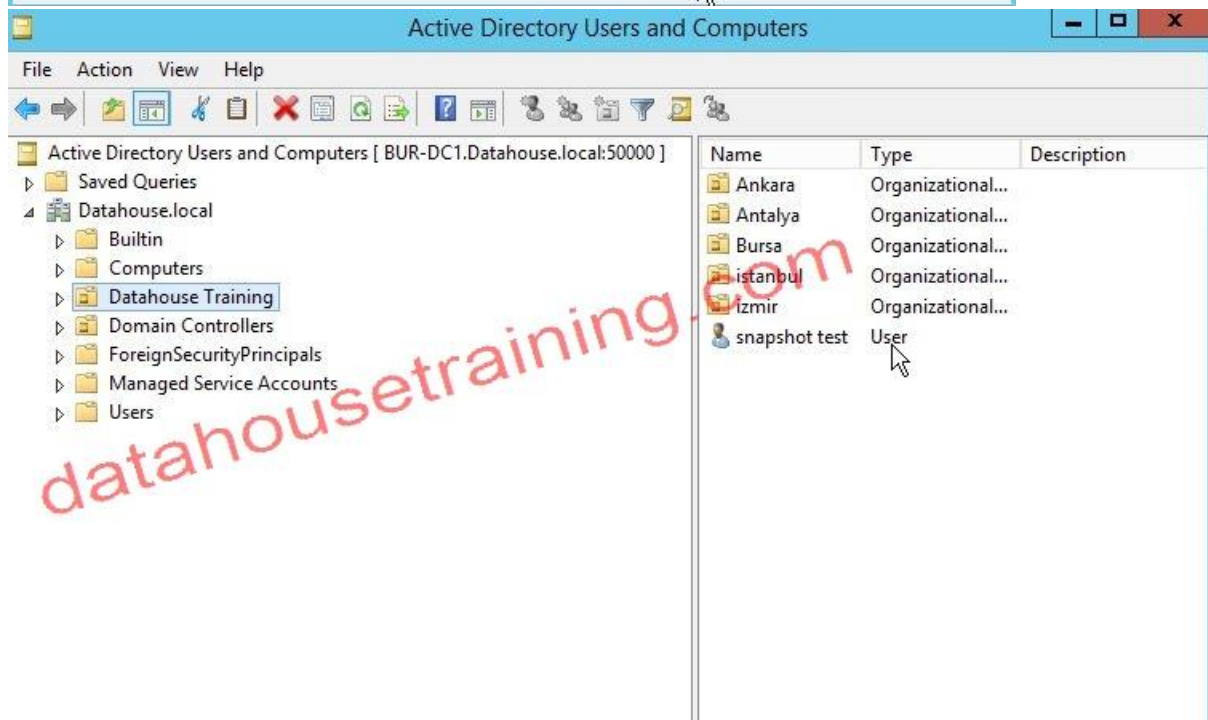 Active Directory Users and Computers
File Action View Help
Active Directory Users and Computers [ BUR-DC1.Datahouse.local:50000 ]
Saved Queries
Datahouse.local
Builtin
Computers
Datahouse Training
Domain Controllers
ForeignSecurityPrincipals
Managed Service Accounts
Users
Name Type Description
Ankara Organizational...
Antalya Organizational...
Bursa Organizational...
istanbul Organizational...
izmir Organizational...
snapshot test User
datahousetraining.com